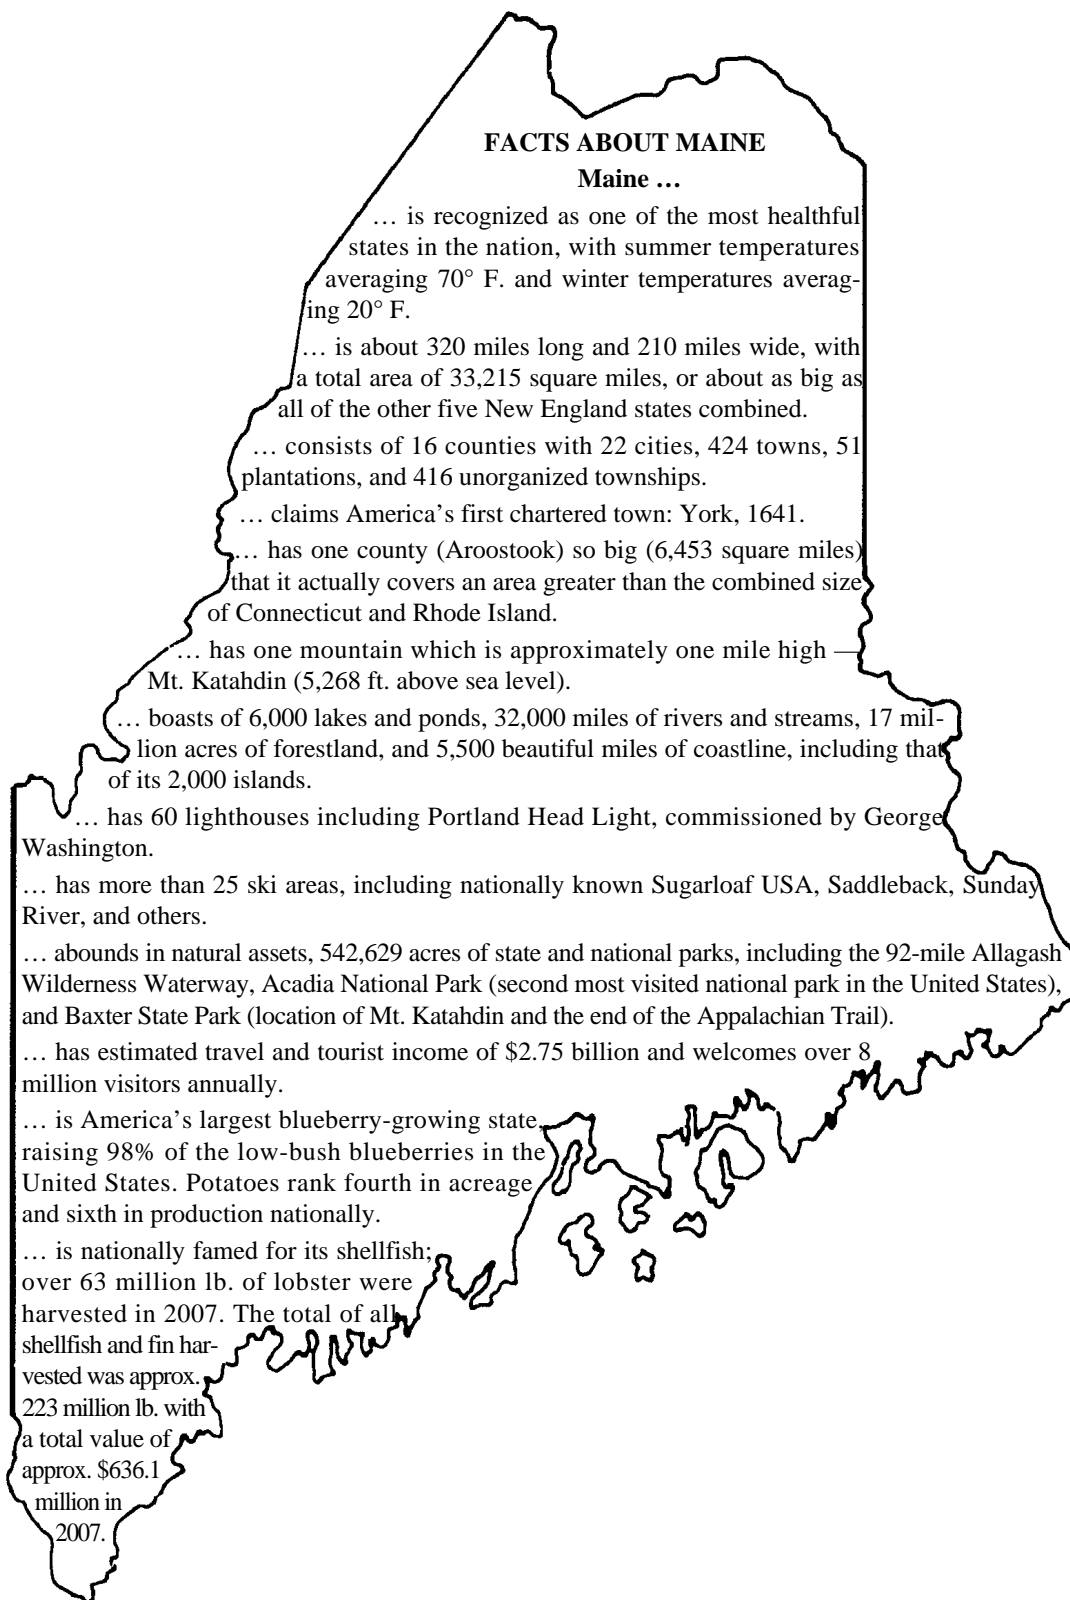 FACTS ABOUT MAINE
Maine …
… is recognized as one of the most healthful
states in the nation, with summer temperatures
averaging 70° F. and winter temperatures averag-
ing 20° F.
… is about 320 miles long and 210 miles wide, with
a total area of 33,215 square miles, or about as big as
all of the other five New England states combined.
… consists of 16 counties with 22 cities, 424 towns, 51
plantations, and 416 unorganized townships.
… claims America’s first chartered town: York, 1641.
… has one county (Aroostook) so big (6,453 square miles)
that it actually covers an area greater than the combined size
of Connecticut and Rhode Island.
… has one mountain which is approximately one mile high —
Mt. Katahdin (5,268 ft. above sea level).
… boasts of 6,000 lakes and ponds, 32,000 miles of rivers and streams, 17 mil-
lion acres of forestland, and 5,500 beautiful miles of coastline, including that
of its 2,000 islands.
… has 60 lighthouses including Portland Head Light, commissioned by George
Washington.
… has more than 25 ski areas, including nationally known Sugarloaf USA, Saddleback, Sunday
River, and others.
… abounds in natural assets, 542,629 acres of state and national parks, including the 92-mile Allagash
Wilderness Waterway, Acadia National Park (second most visited national park in the United States),
and Baxter State Park (location of Mt. Katahdin and the end of the Appalachian Trail).
… has estimated travel and tourist income of $2.75 billion and welcomes over 8
million visitors annually.
… is America’s largest blueberry-growing state,
raising 98% of the low-bush blueberries in the
United States. Potatoes rank fourth in acreage
and sixth in production nationally.
… is nationally famed for its shellfish;
over 63 million lb. of lobster were
harvested in 2007. The total of all
shellfish and fin har-
vested was approx.
223 million lb. with
a total value of
approx. $636.1
million in
2007.